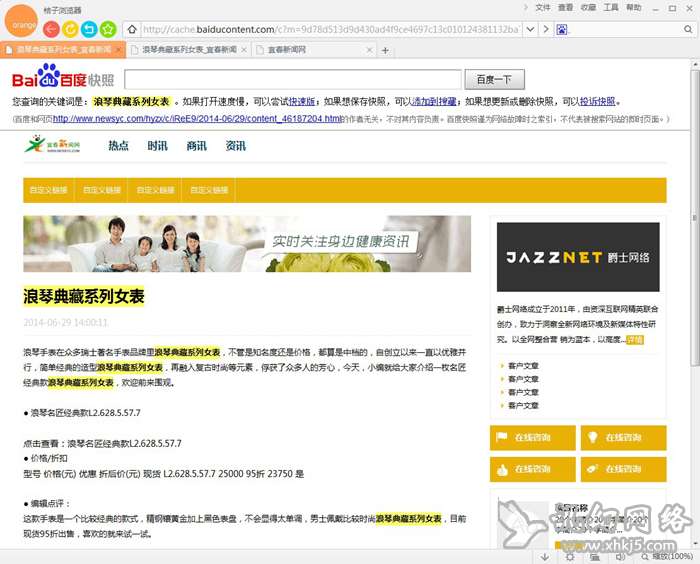 桔子浏览器
文件 查看 收藏 工具 帮助
orange
http://cache.baiducontent.com/c?m=9d78d513d9d430ad4f9ce4697c13c010124381132ba
浪琴典藏系列女表_宜春新闻
浪琴典藏系列女表_宜春新闻
宜春新闻网
Bai du 百度快照
百度一下
您查询的关键词是: 浪琴典藏系列女表 。如果打开速度慢，可以尝试快速版；如果想保存快照，可以添加到搜藏；如果想更新或删除快照，可以投诉快照。
(百度和网页http://www.newsyc.com/hyzx/c/iReE9/2014-06-29/content_46187204.html的作者无关，不对其内容负责。百度快照谨为网络故障时之索引，不代表被搜索网站的即时页面。)
宜春新闻网
热点 时讯 商讯 资讯
自定义链接 自定义链接 自定义链接 自定义链接
实时关注身边健康资讯
浪琴典藏系列女表
2014-06-29 14:00:11
浪琴手表在众多瑞士著名手表品牌里浪琴典藏系列女表，不管是知名度还是价格，都算是中档的，自创立以来一直以优雅并
行，简单经典的造型浪琴典藏系列女表，再融入复古时尚等元素，俘获了众多人的芳心，今天，小编就给大家介绍一枚名匠
经典款浪琴典藏系列女表，欢迎前来围观。
● 浪琴名匠经典款L2.628.5.57.7
点击查看：浪琴名匠经典款L2.628.5.57.7
● 价格/折扣
型号 价格(元) 优惠 折后价(元) 现货 L2.628.5.57.7 25000 95折 23750 是
● 编辑点评：
这款手表是一个比较经典的款式，精钢镶黄金加上黑色表盘，不会显得太单调，男士佩戴比较时尚浪琴典藏系列女表，目前
现货95折出售，喜欢的就来试一试。
JAZZNET 爵士网络
爵士网络成立于2011年，由资深互联网精英联合
创办，致力于洞察全新网络环境及新媒体特性研
究。以全网整合营 销为蓝本，以高度...详情
客户文章
客户文章
客户文章
客户文章
在线咨询 在线咨询
在线咨询 在线咨询
项目名称
www.xhkj5.com
缩放(100%)